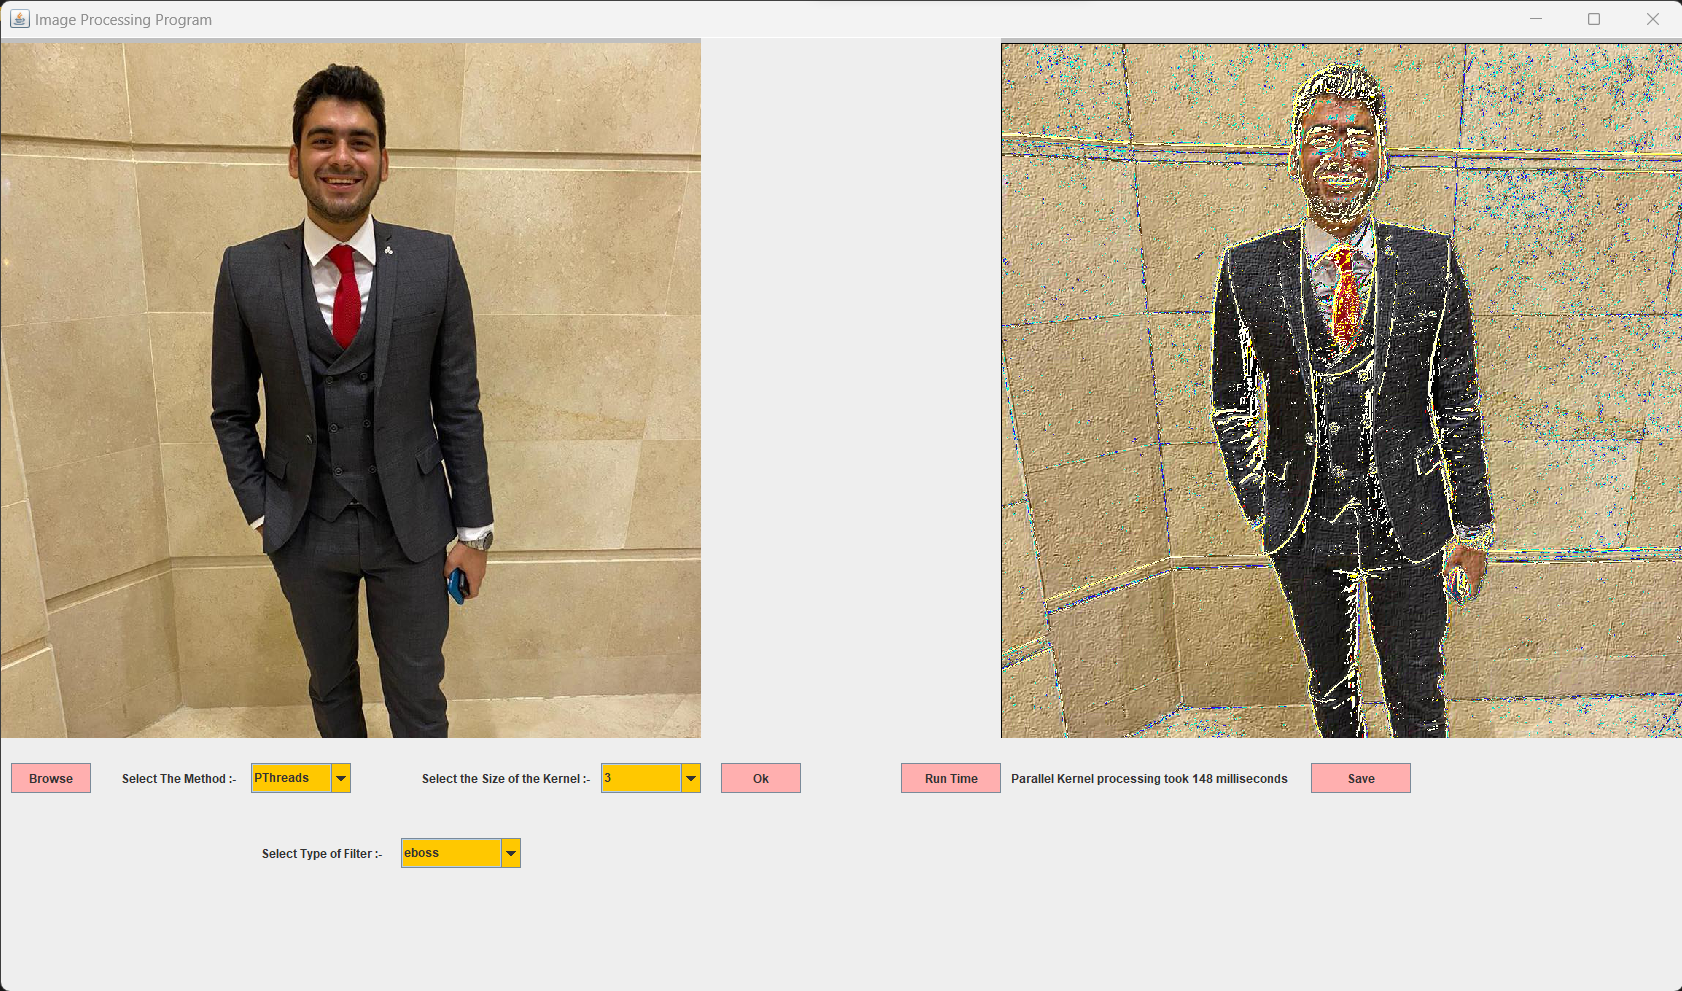 Image Processing Program
Browse
Select The Method :-
PThreads
Select the Size of the Kernel :-
3
Ok
Run Time
Parallel Kernel processing took 148 milliseconds
Save
Select Type of Filter :-
eboss